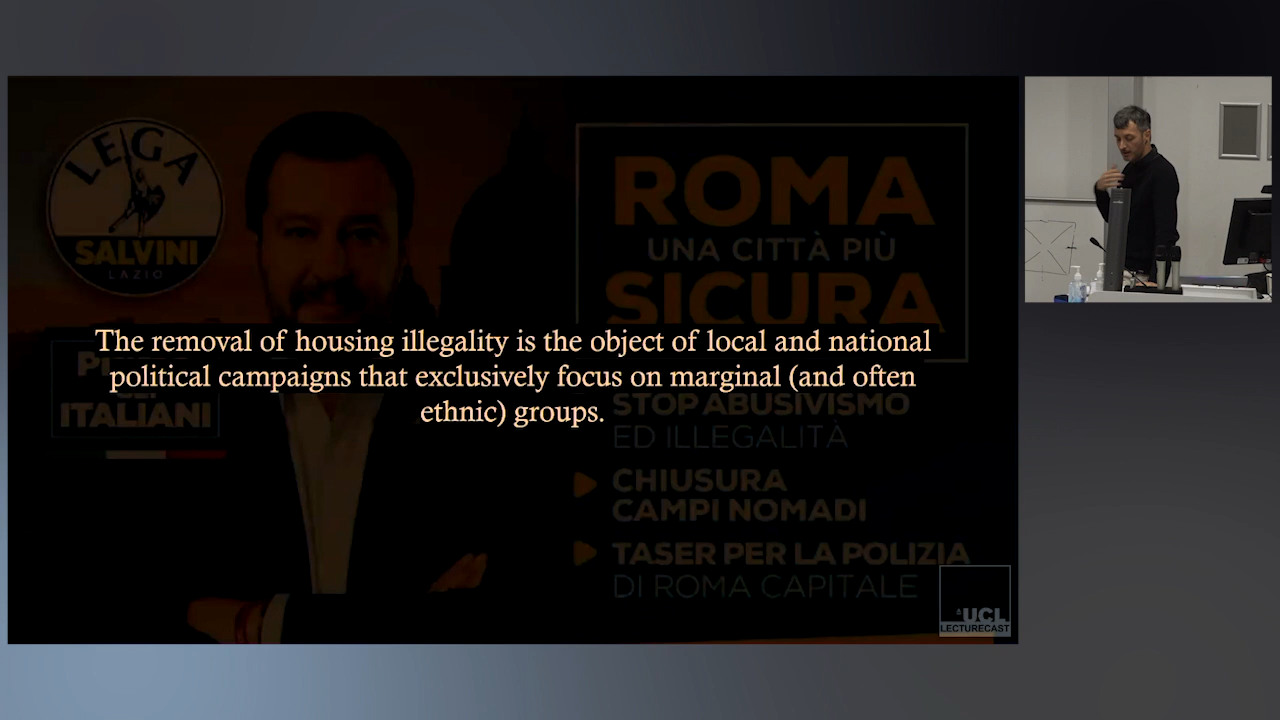 LEGA
SALVINI
LAZIO
ROMA
UNA CITTÀ PIÙ
SICURA
The removal of housing illegality is the object of local and national
political campaigns that exclusively focus on marginal (and often
ethnic) groups.
ITALIANI
STOP ABUSIVISMO
ED ILLEGALITÀ
CHIUSURA
CAMPI NOMADI
TASER PER LA POLIZIA
DI ROMA CAPITALE
UCL
LECTURECAST